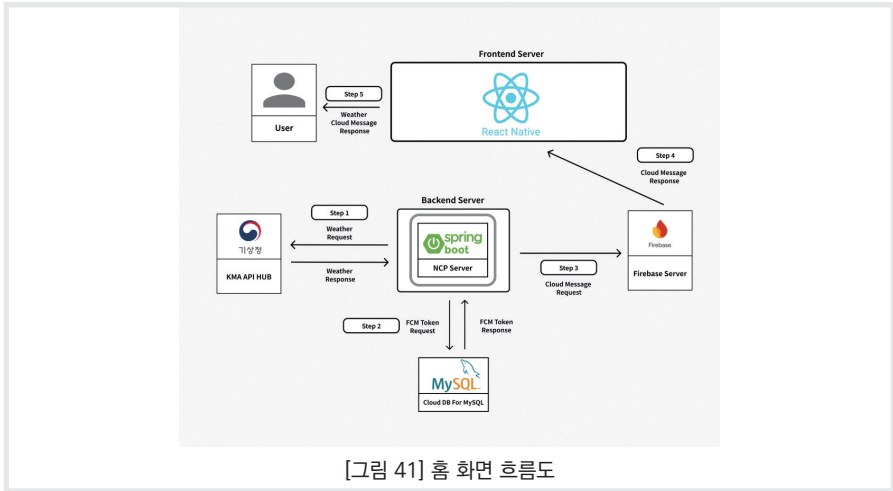 Frontend Server
React Native
Step 5
Weather
Cloud Message
Response
User
Step 4
Cloud Message
Response
Backend Server
Step 1
Weather
Request
Weather
Response
기상청
KMA API HUB
spring
boot
NCP Server
Step 3
Cloud Message
Request
Firebase
Firebase Server
Step 2
FCM Token
Request
FCM Token
Response
MySQL
Cloud DB For MySQL
[그림 41] 홈 화면 흐름도